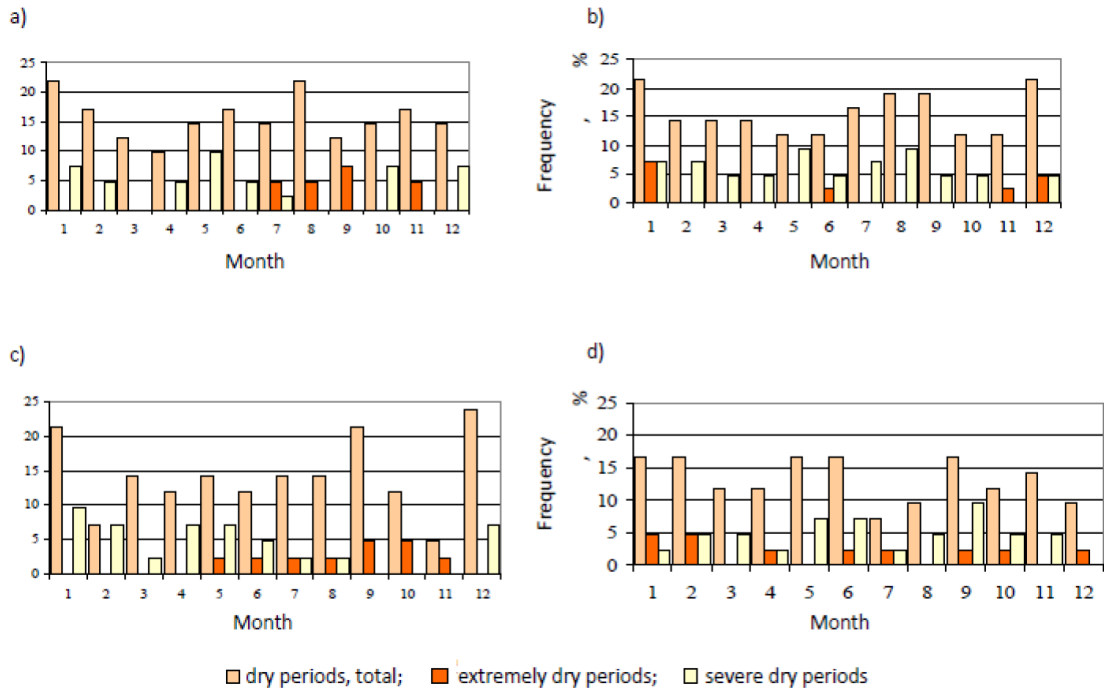 a)
25
20
15
10
5
0
1 2 3 4 5 6 7 8 9 10 11 12
Month
b)
Frequency , %
25
20
15
10
5
0
1 2 3 4 5 6 7 8 9 10 11 12
Month
c)
25
20
15
10
5
0
1 2 3 4 5 6 7 8 9 10 11 12
Month
d)
Frequency , %
25
20
15
10
5
0
1 2 3 4 5 6 7 8 9 10 11 12
Month
dry periods, total; extremely dry periods; severe dry periods